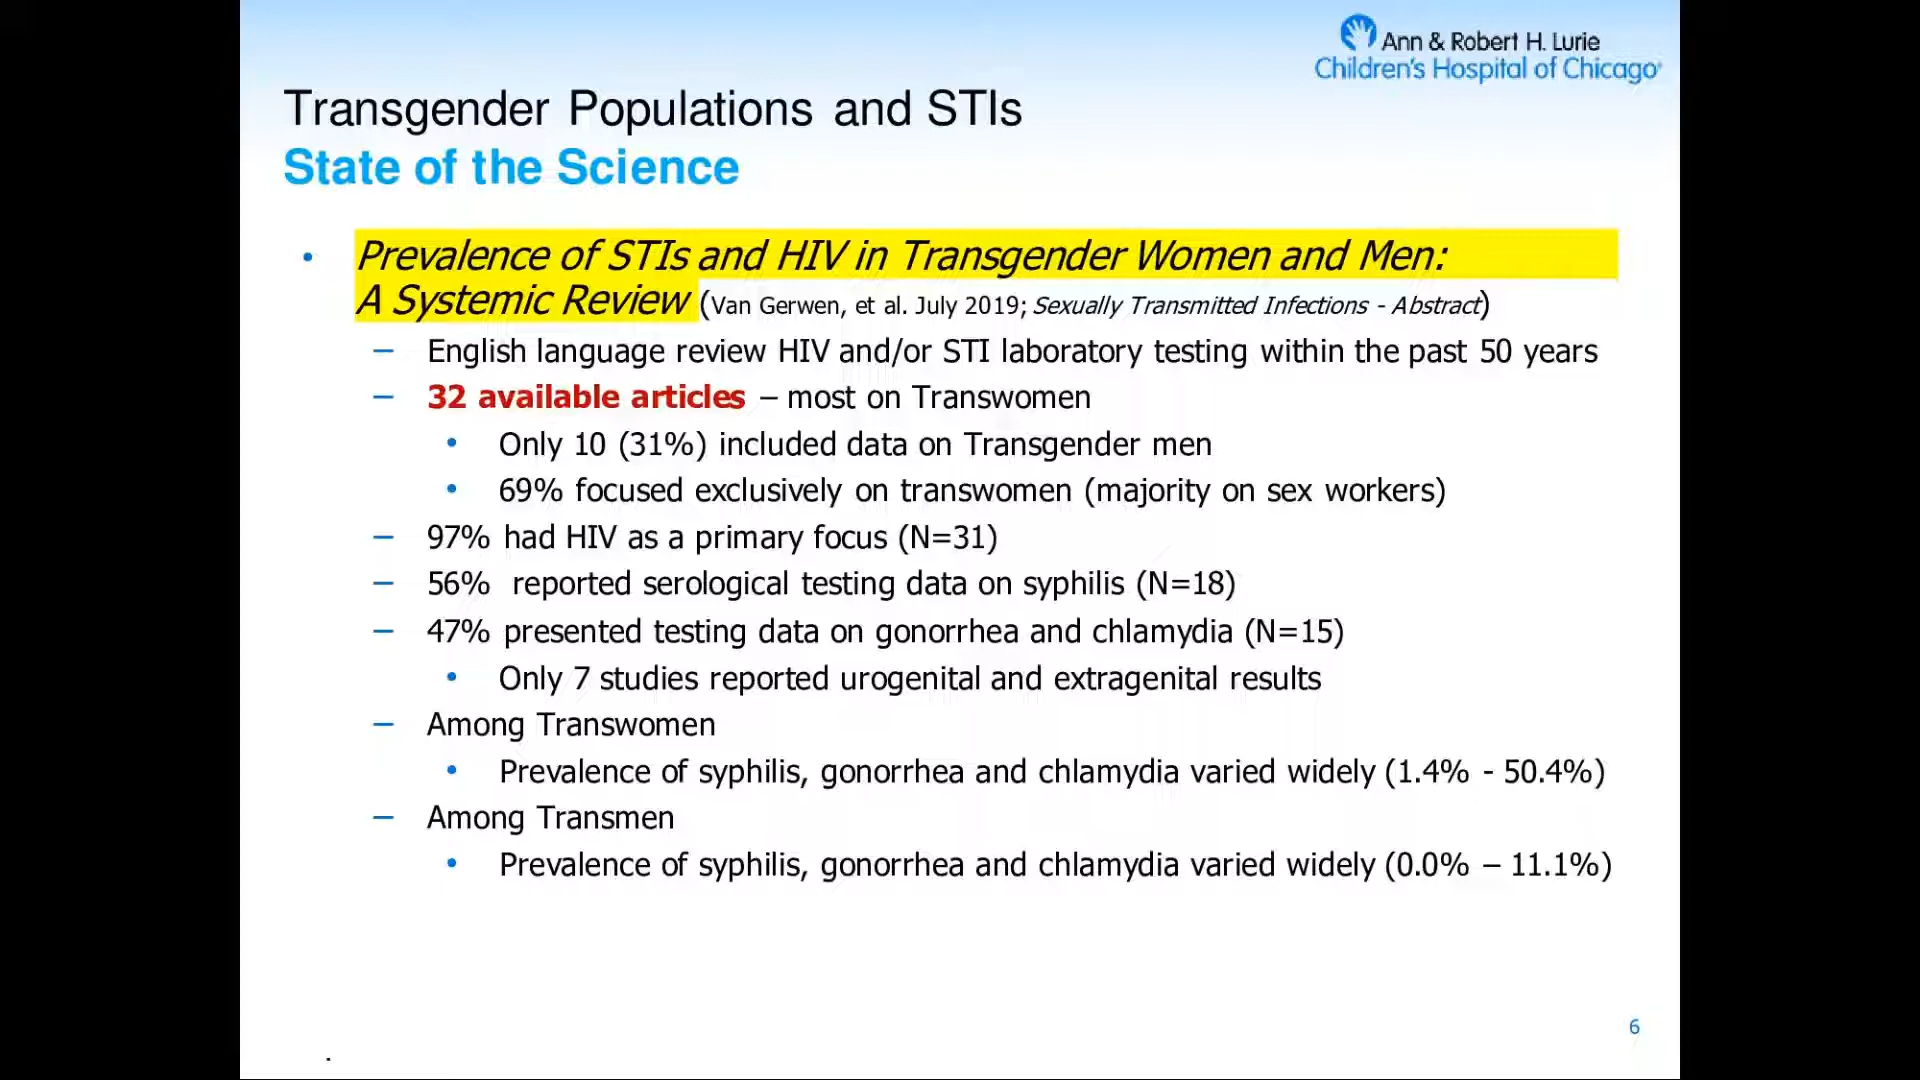 Ann & Robert H. Lurie
Children's Hospital of Chicago
Transgender Populations and STIs
State of the Science
• Prevalence of STIs and HIV in Transgender Women and Men:
A Systemic Review (Van Gerwen, et al. July 2019; Sexually Transmitted Infections - Abstract)
– English language review HIV and/or STI laboratory testing within the past 50 years
– 32 available articles – most on Transwomen
• Only 10 (31%) included data on Transgender men
• 69% focused exclusively on transwomen (majority on sex workers)
– 97% had HIV as a primary focus (N=31)
– 56% reported serological testing data on syphilis (N=18)
– 47% presented testing data on gonorrhea and chlamydia (N=15)
• Only 7 studies reported urogenital and extragenital results
– Among Transwomen
• Prevalence of syphilis, gonorrhea and chlamydia varied widely (1.4% - 50.4%)
– Among Transmen
• Prevalence of syphilis, gonorrhea and chlamydia varied widely (0.0% – 11.1%)
6
.